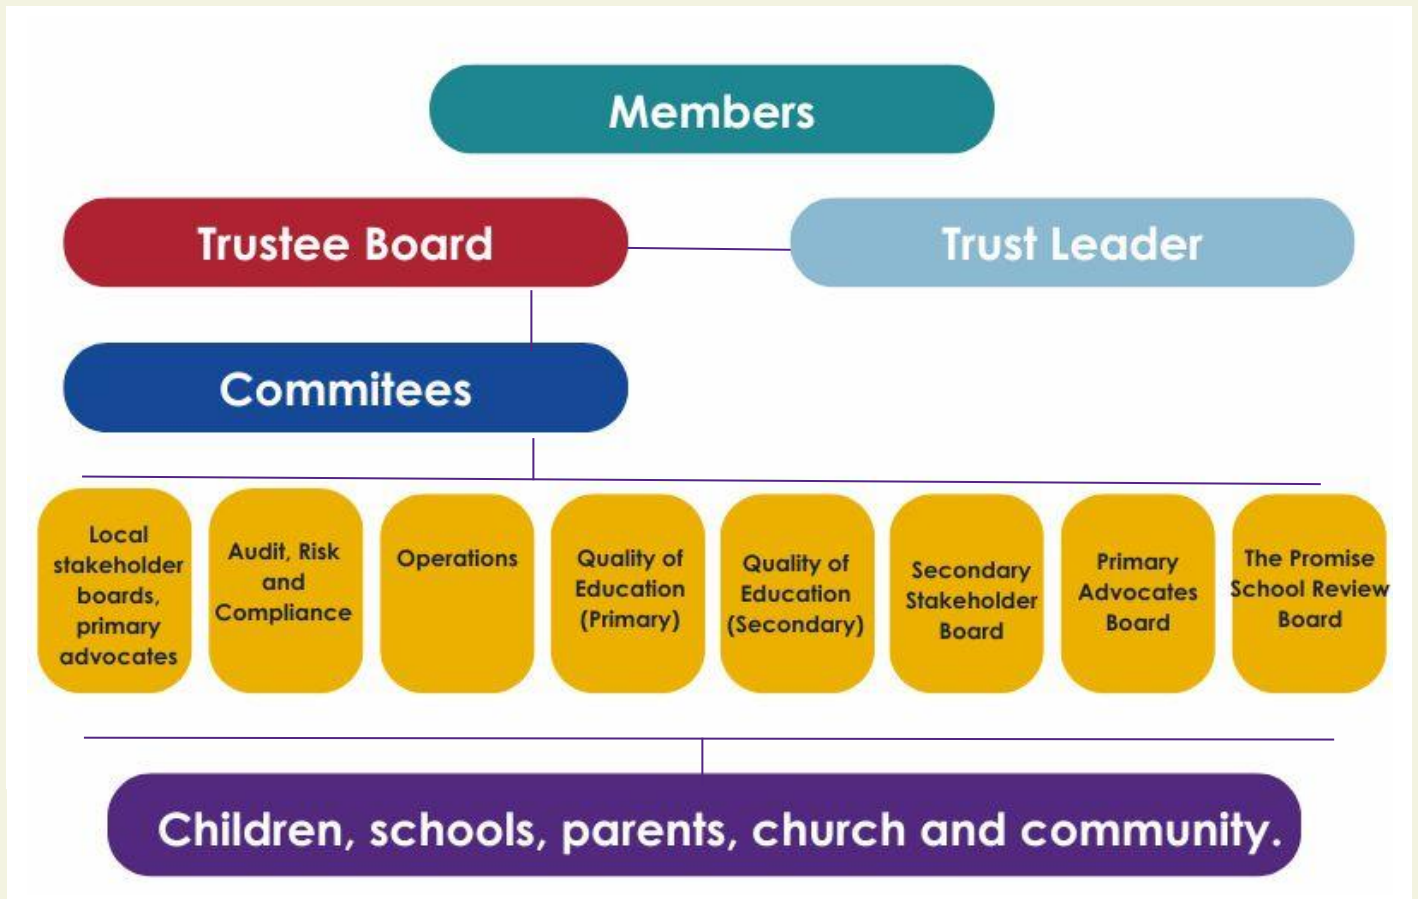 Members
Trustee Board
Trust Leader
Commitees
Local
stakeholder
boards,
primary
advocates
Audit, Risk
and
Compliance
Operations
Quality of
Education
(Primary)
Quality of
Education
(Secondary)
Secondary
Stakeholder
Board
Primary
Advocates
Board
The Promise
School Review
Board
Children, schools, parents, church and community.